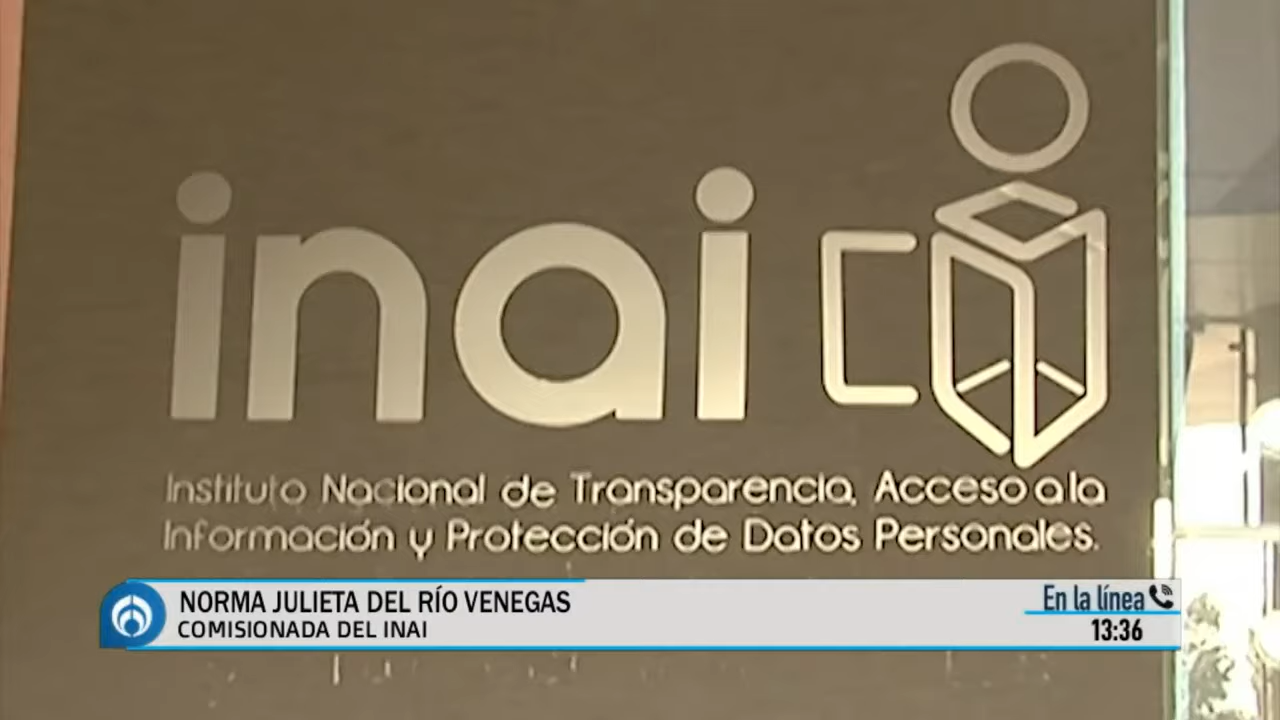 inai
Instituto Nacional de Transparencia, Acceso a la
Información y Protección de Datos Personales.
NORMA JULIETA DEL RÍO VENEGAS
COMISIONADA DEL INAI
En la línea
13:36